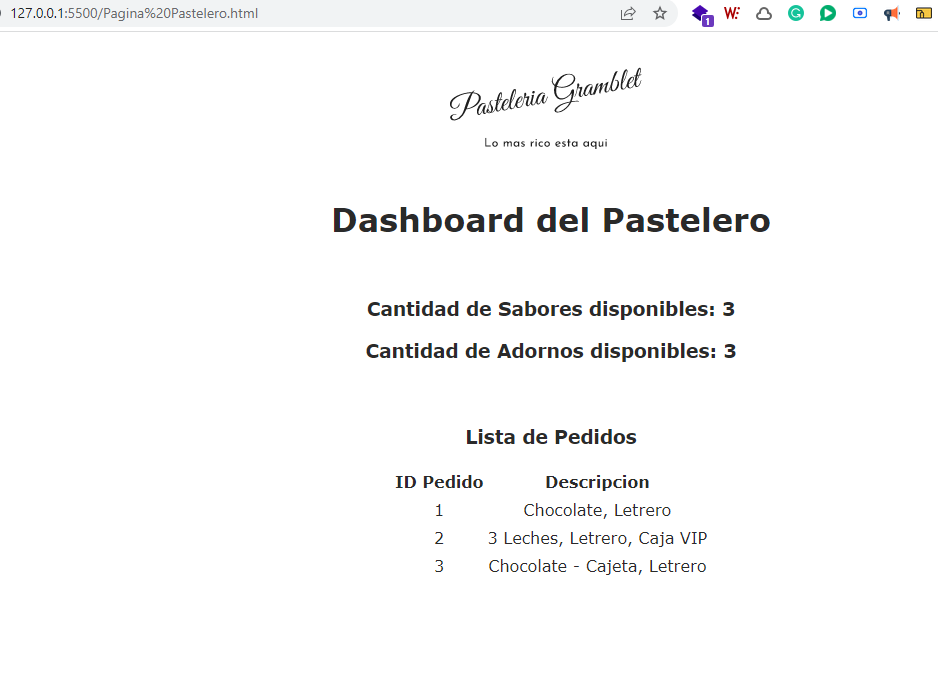 127.0.0.1:5500/Pagina%20Pastelero.html
W:
1
G
Pasteleria Gramblet
Lo mas rico esta aqui
Dashboard del Pastelero
Cantidad de Sabores disponibles: 3
Cantidad de Adornos disponibles: 3
Lista de Pedidos
ID Pedido Descripcion
1 Chocolate, Letrero
2 3 Leches, Letrero, Caja VIP
3 Chocolate - Cajeta, Letrero